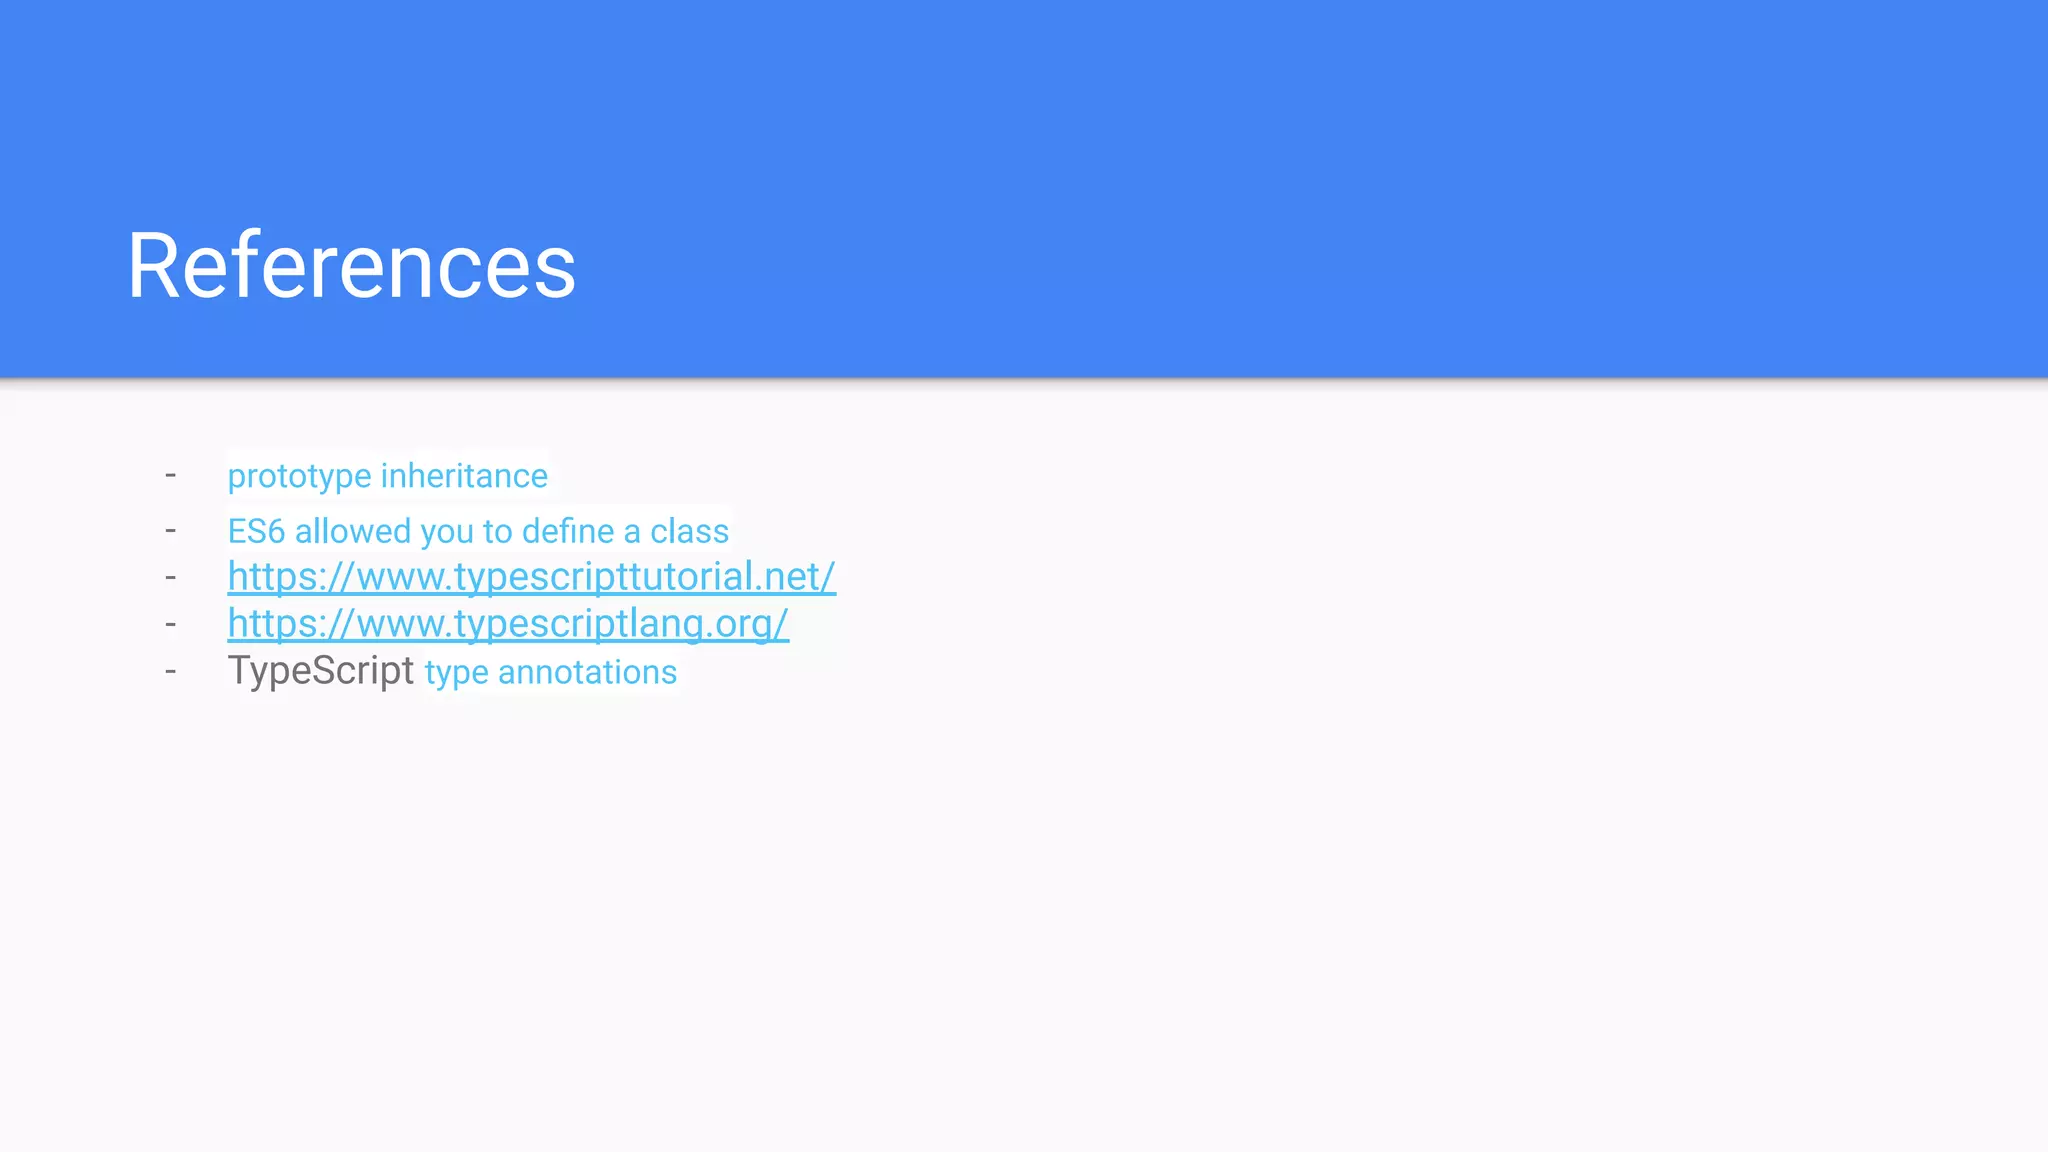 References
- prototype inheritance
- ES6 allowed you to define a class
- https://www.typescripttutorial.net/
- https://www.typescriptlang.org/
- TypeScript type annotations